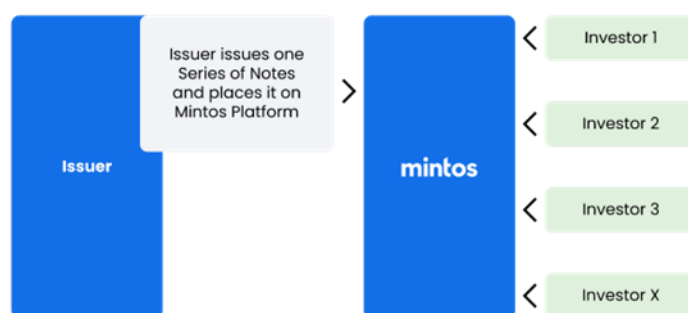 Issuer issues one
Series of Notes
and places it on
Mintos Platform
Issuer
mintos
Investor 1
Investor 2
Investor 3
Investor X